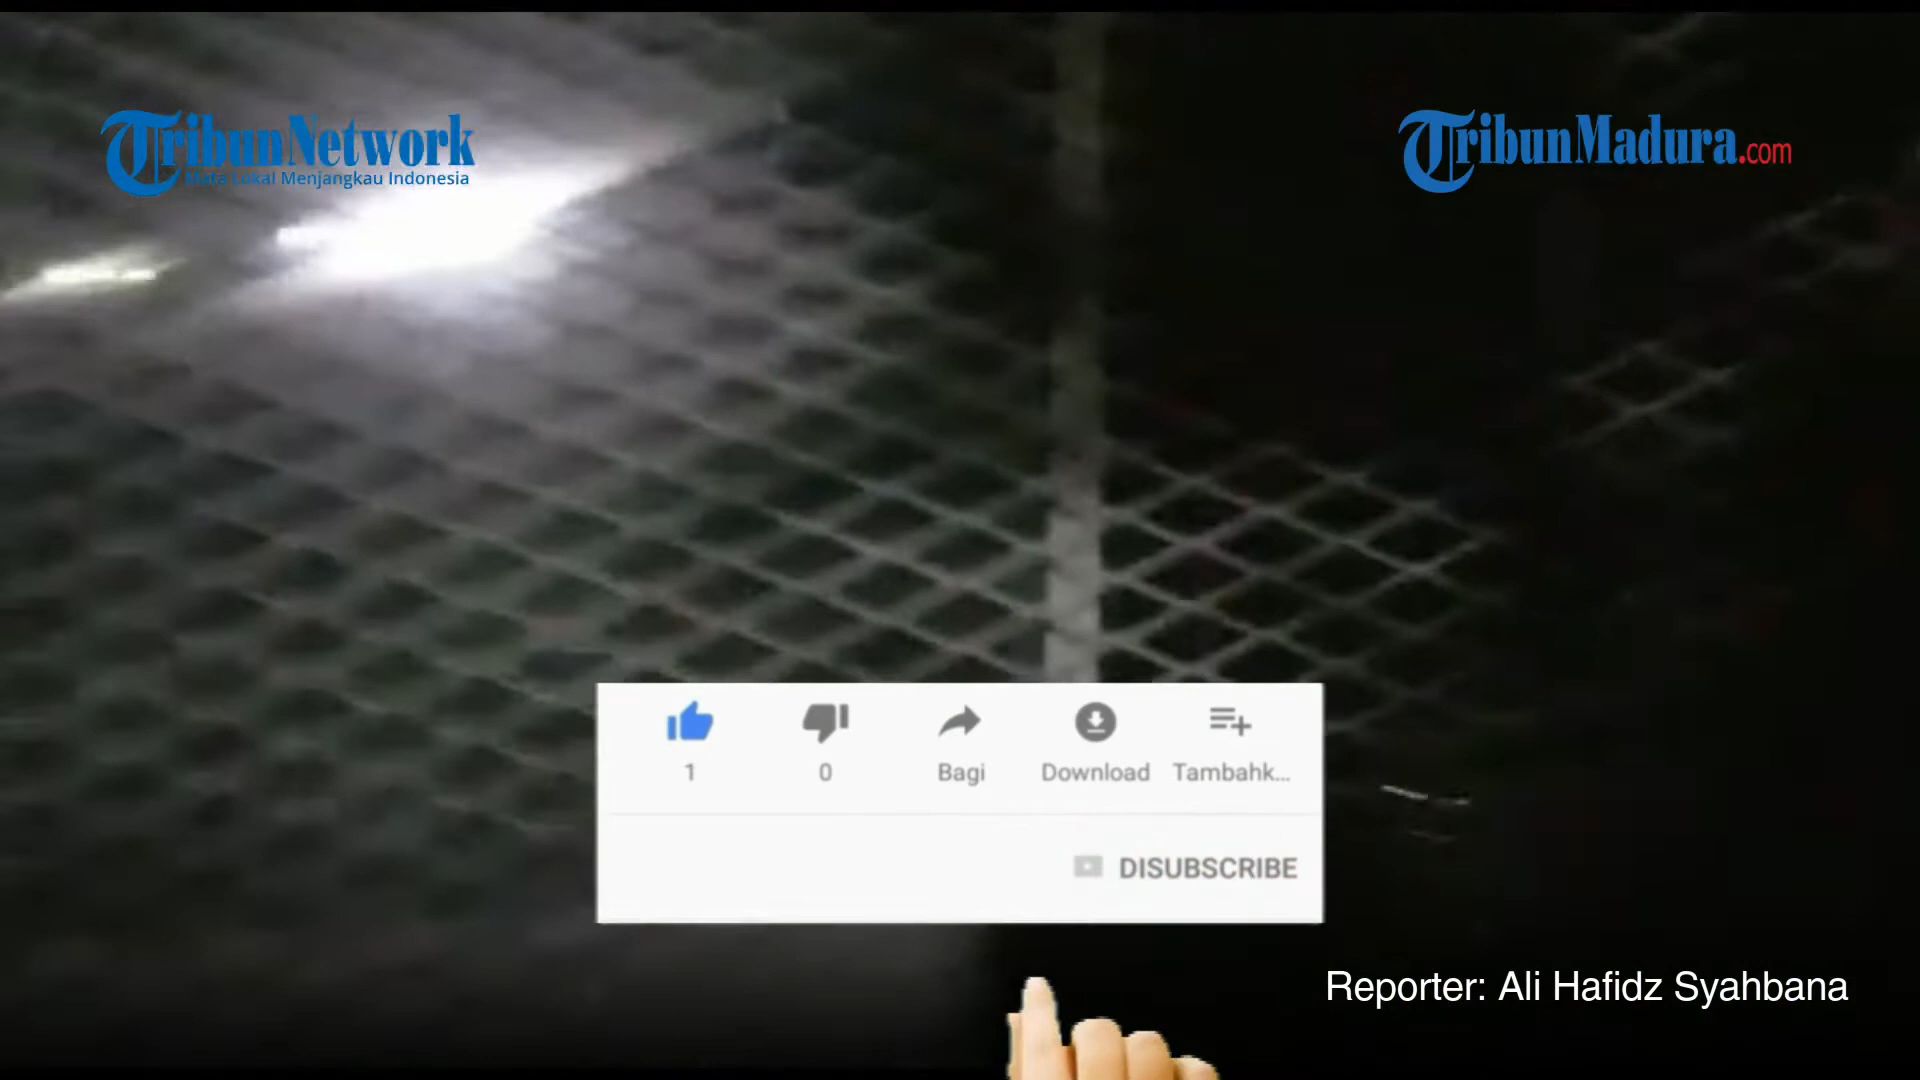 TribunNetwork
Mata Lokal Menjangkau Indonesia
TribunMadura.com
1
0
Bagi
Download
Tambahk...
DISUBSCRIBE
Reporter: Ali Hafidz Syahbana